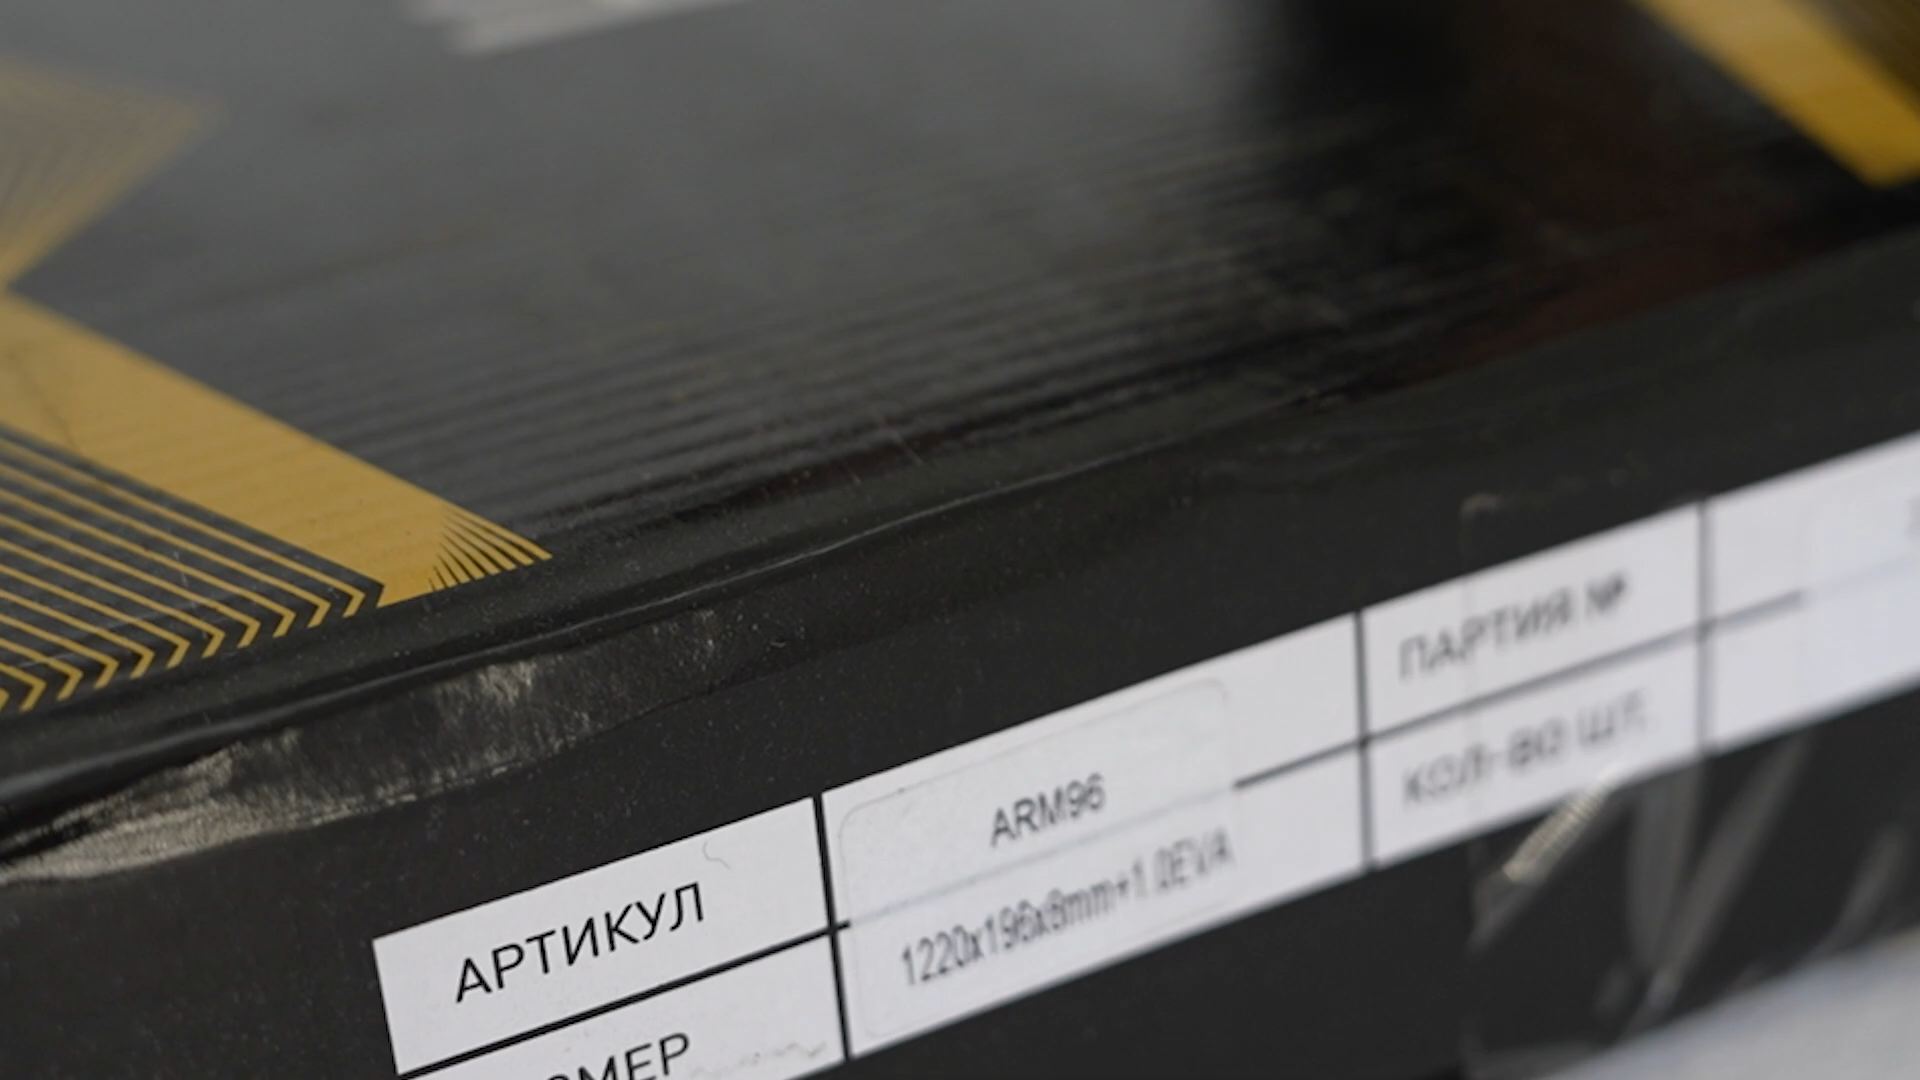 АРТИКУЛ
ARM96
ПАРТИЯ №
1220x196x8mm+1.0EVA
КОЛ-ВО ШТ.